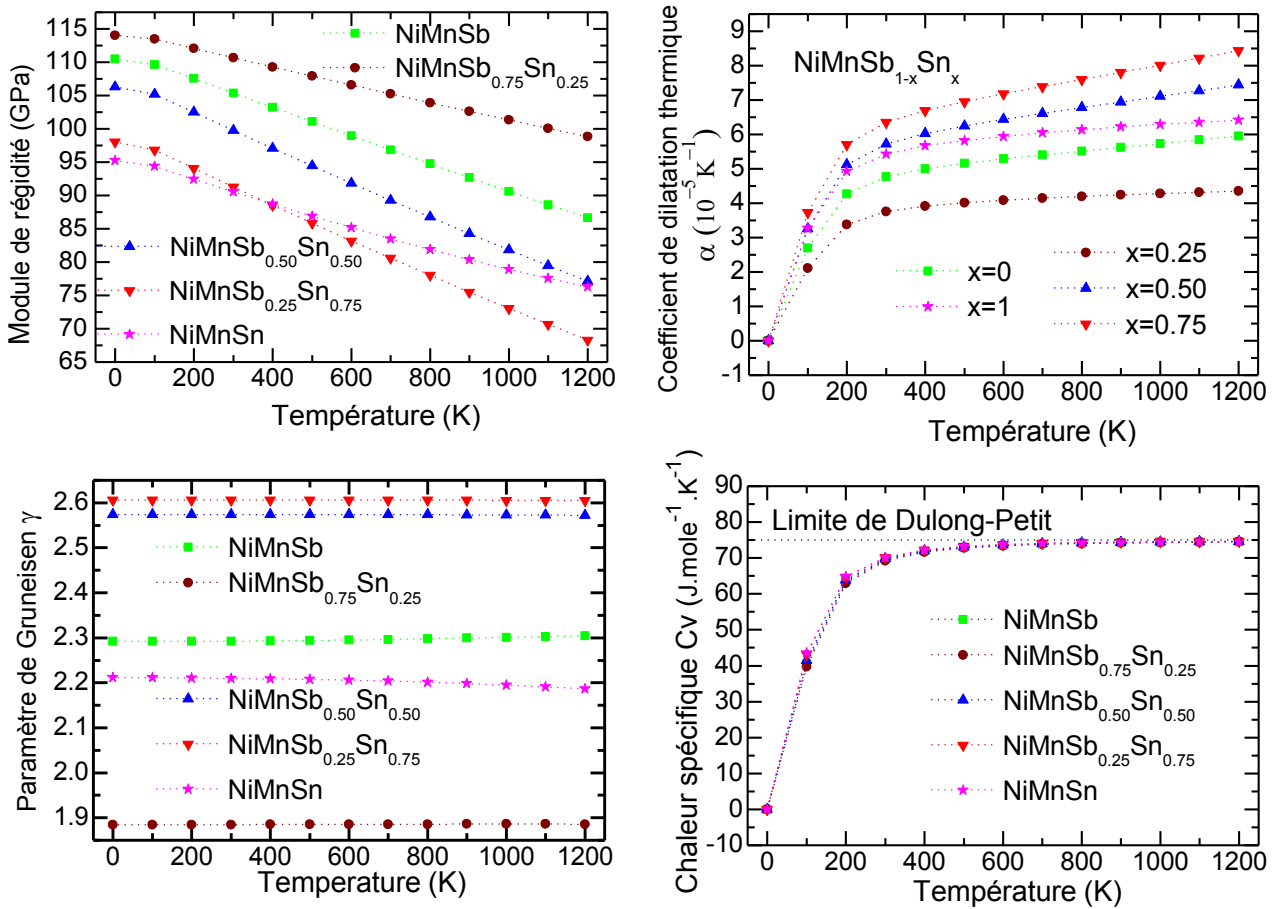 Module de régidité (GPa)
115
110
105
100
95
90
85
80
75
70
65
NiMnSb
NiMnSb0.75Sn0.25
NiMnSb0.50Sn0.50
NiMnSb0.25Sn0.75
NiMnSn
0 200 400 600 800 1000 1200
Température (K)
Coefficient de dilatation thermique
α (10⁻⁵K⁻¹)
9
8
7
6
5
4
3
2
1
0
-1
NiMnSb1-xSnx
x=0
x=1
x=0.25
x=0.50
x=0.75
0 200 400 600 800 1000 1200
Température (K)
Paramètre de Gruneisen γ
2.6
2.5
2.4
2.3
2.2
2.1
2.0
1.9
NiMnSb
NiMnSb0.75Sn0.25
NiMnSb0.50Sn0.50
NiMnSb0.25Sn0.75
NiMnSn
0 200 400 600 800 1000 1200
Temperature (K)
Chaleur spécifique Cv (J.mole⁻¹.K⁻¹)
90
80
70
60
50
40
30
20
10
0
-10
Limite de Dulong-Petit
NiMnSb
NiMnSb0.75Sn0.25
NiMnSb0.50Sn0.50
NiMnSb0.25Sn0.75
NiMnSn
0 200 400 600 800 1000 1200
Température (K)